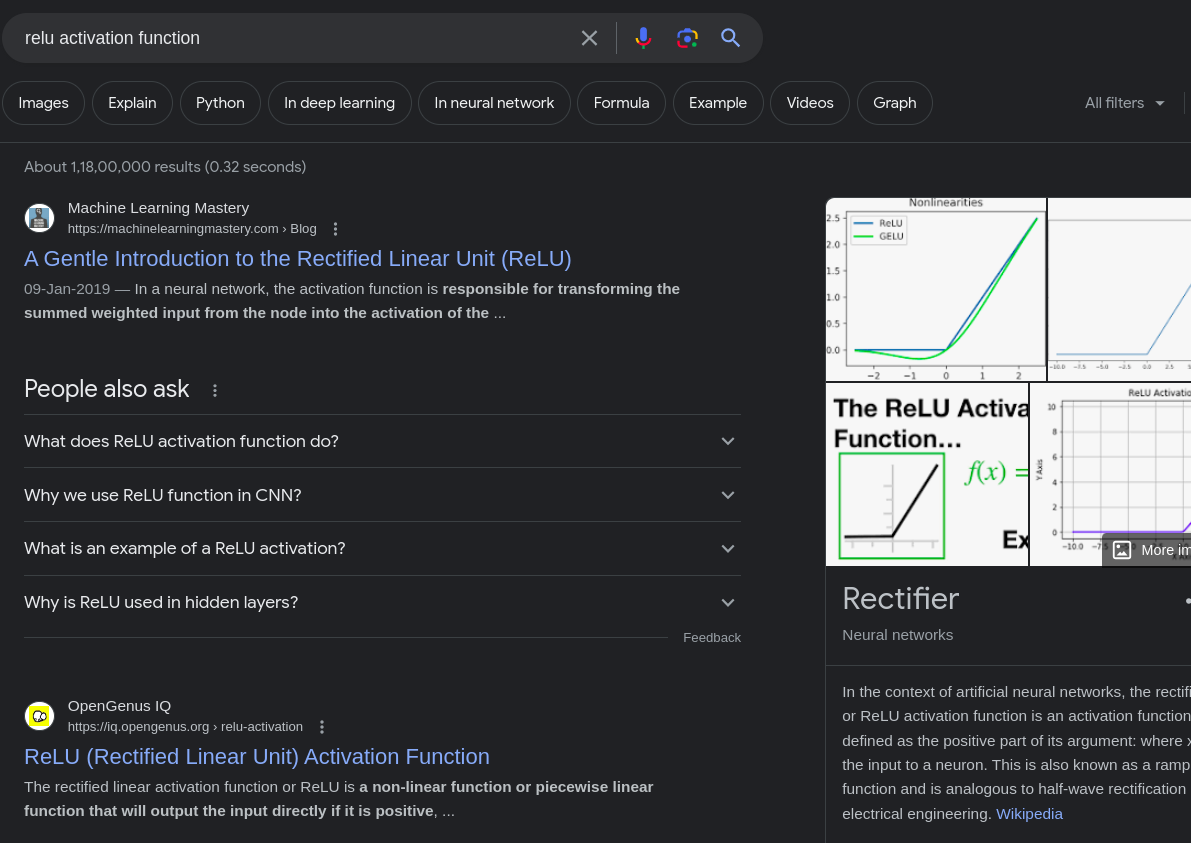 relu activation function
Images
Explain
Python
In deep learning
In neural network
Formula
Example
Videos
Graph
All filters
About 1,18,00,000 results (0.32 seconds)
Machine Learning Mastery
https://machinelearningmastery.com › Blog
A Gentle Introduction to the Rectified Linear Unit (ReLU)
09-Jan-2019 — In a neural network, the activation function is responsible for transforming the
summed weighted input from the node into the activation of the ...
People also ask
What does ReLU activation function do?
Why we use ReLU function in CNN?
What is an example of a ReLU activation?
Why is ReLU used in hidden layers?
Feedback
OpenGenus IQ
https://iq.opengenus.org › relu-activation
ReLU (Rectified Linear Unit) Activation Function
The rectified linear activation function or ReLU is a non-linear function or piecewise linear
function that will output the input directly if it is positive, ...
Nonlinearities
ReLU
GELU
2.5
2.0
1.5
1.0
0.5
0.0
−2 −1 0 1 2
−10.0 −7.5 −5.0 −2.5 0.0 2.5
The ReLU Activa
Function...
f(x) =
Ex
ReLU Activatio
Y Axis
10
8
6
4
2
0
−10.0 −7.5
More im
Rectifier
Neural networks
In the context of artificial neural networks, the rectifi
or ReLU activation function is an activation function
defined as the positive part of its argument: where x
the input to a neuron. This is also known as a ramp
function and is analogous to half-wave rectification
electrical engineering. Wikipedia